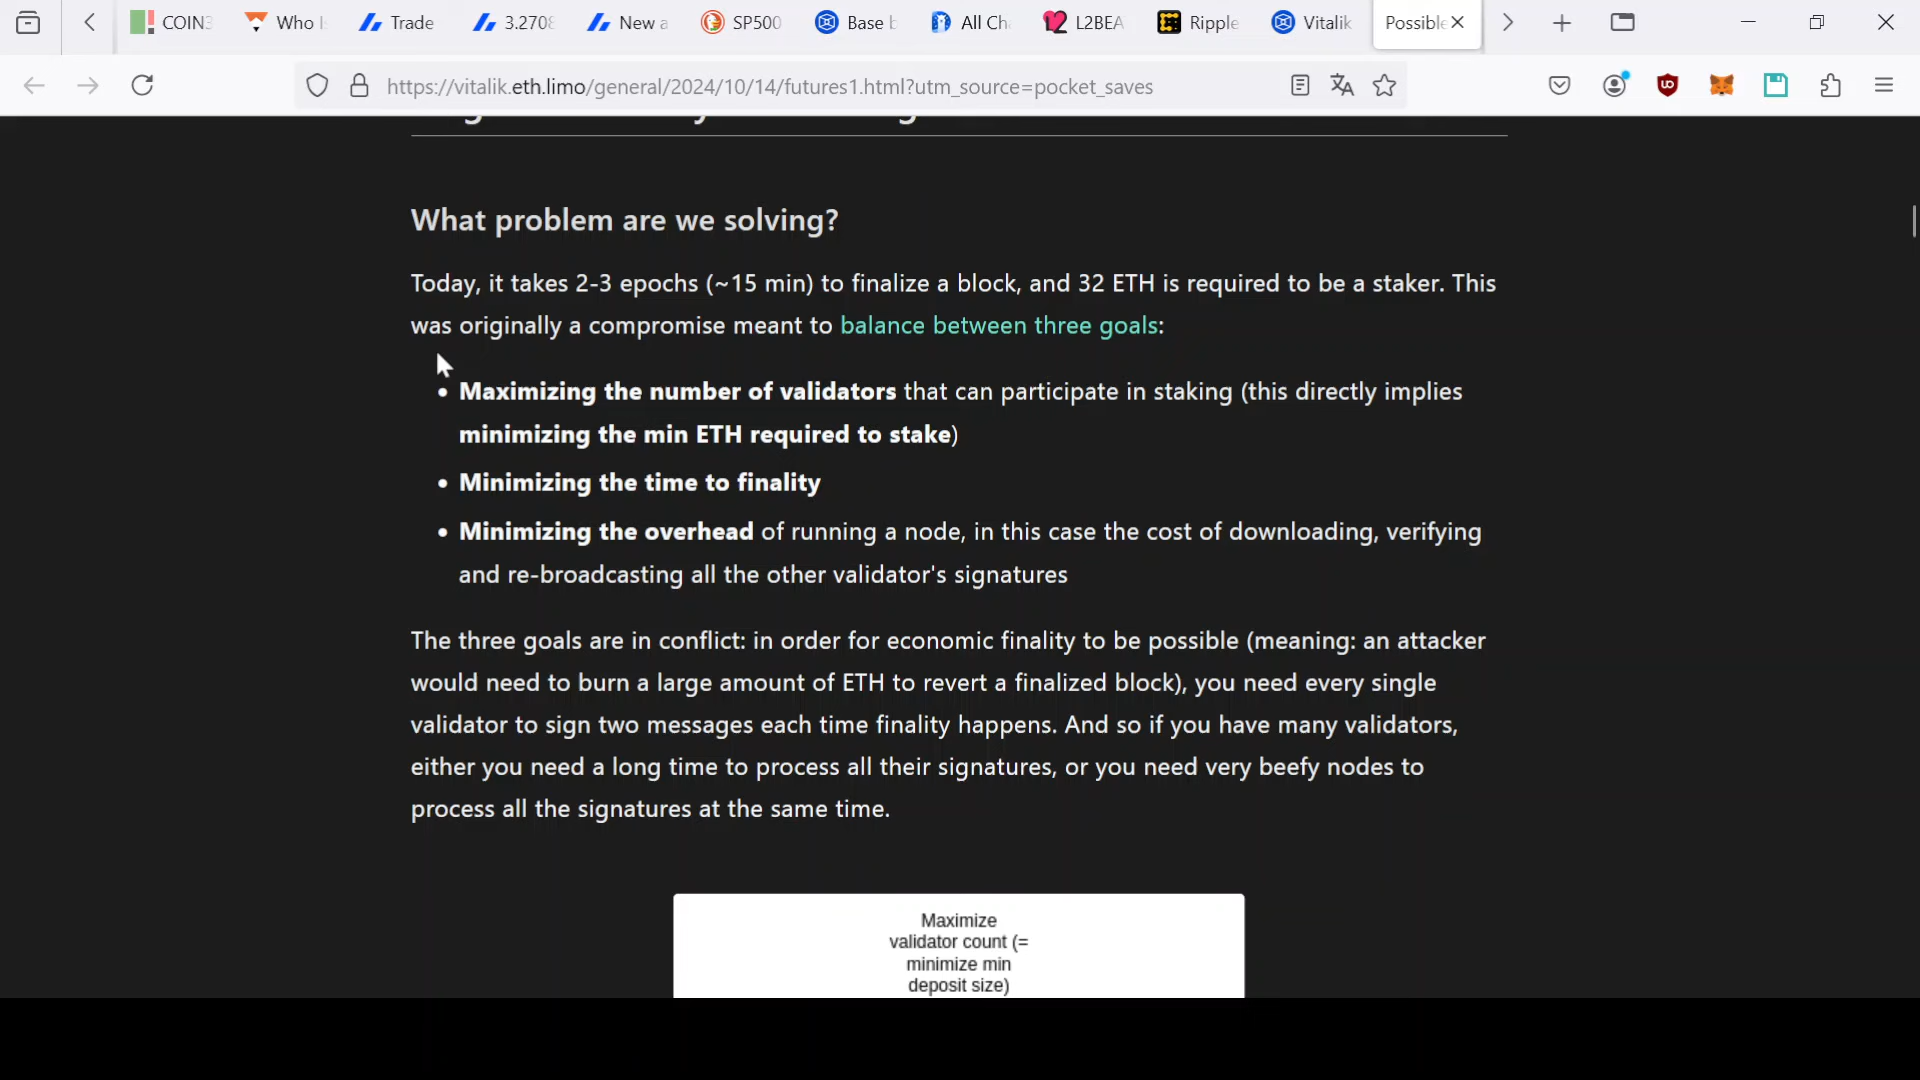 COIN3
Who I
Trade
3.2708
New a
SP500
Base b
All Ch
L2BEA
Ripple
Vitalik
Possible
https://vitalik.eth.limo/general/2024/10/14/futures1.html?utm_source=pocket_saves
What problem are we solving?
Today, it takes 2-3 epochs (~15 min) to finalize a block, and 32 ETH is required to be a staker. This
was originally a compromise meant to balance between three goals:
• Maximizing the number of validators that can participate in staking (this directly implies
minimizing the min ETH required to stake)
• Minimizing the time to finality
• Minimizing the overhead of running a node, in this case the cost of downloading, verifying
and re-broadcasting all the other validator's signatures
The three goals are in conflict: in order for economic finality to be possible (meaning: an attacker
would need to burn a large amount of ETH to revert a finalized block), you need every single
validator to sign two messages each time finality happens. And so if you have many validators,
either you need a long time to process all their signatures, or you need very beefy nodes to
process all the signatures at the same time.
Maximize
validator count (=
minimize min
deposit size)